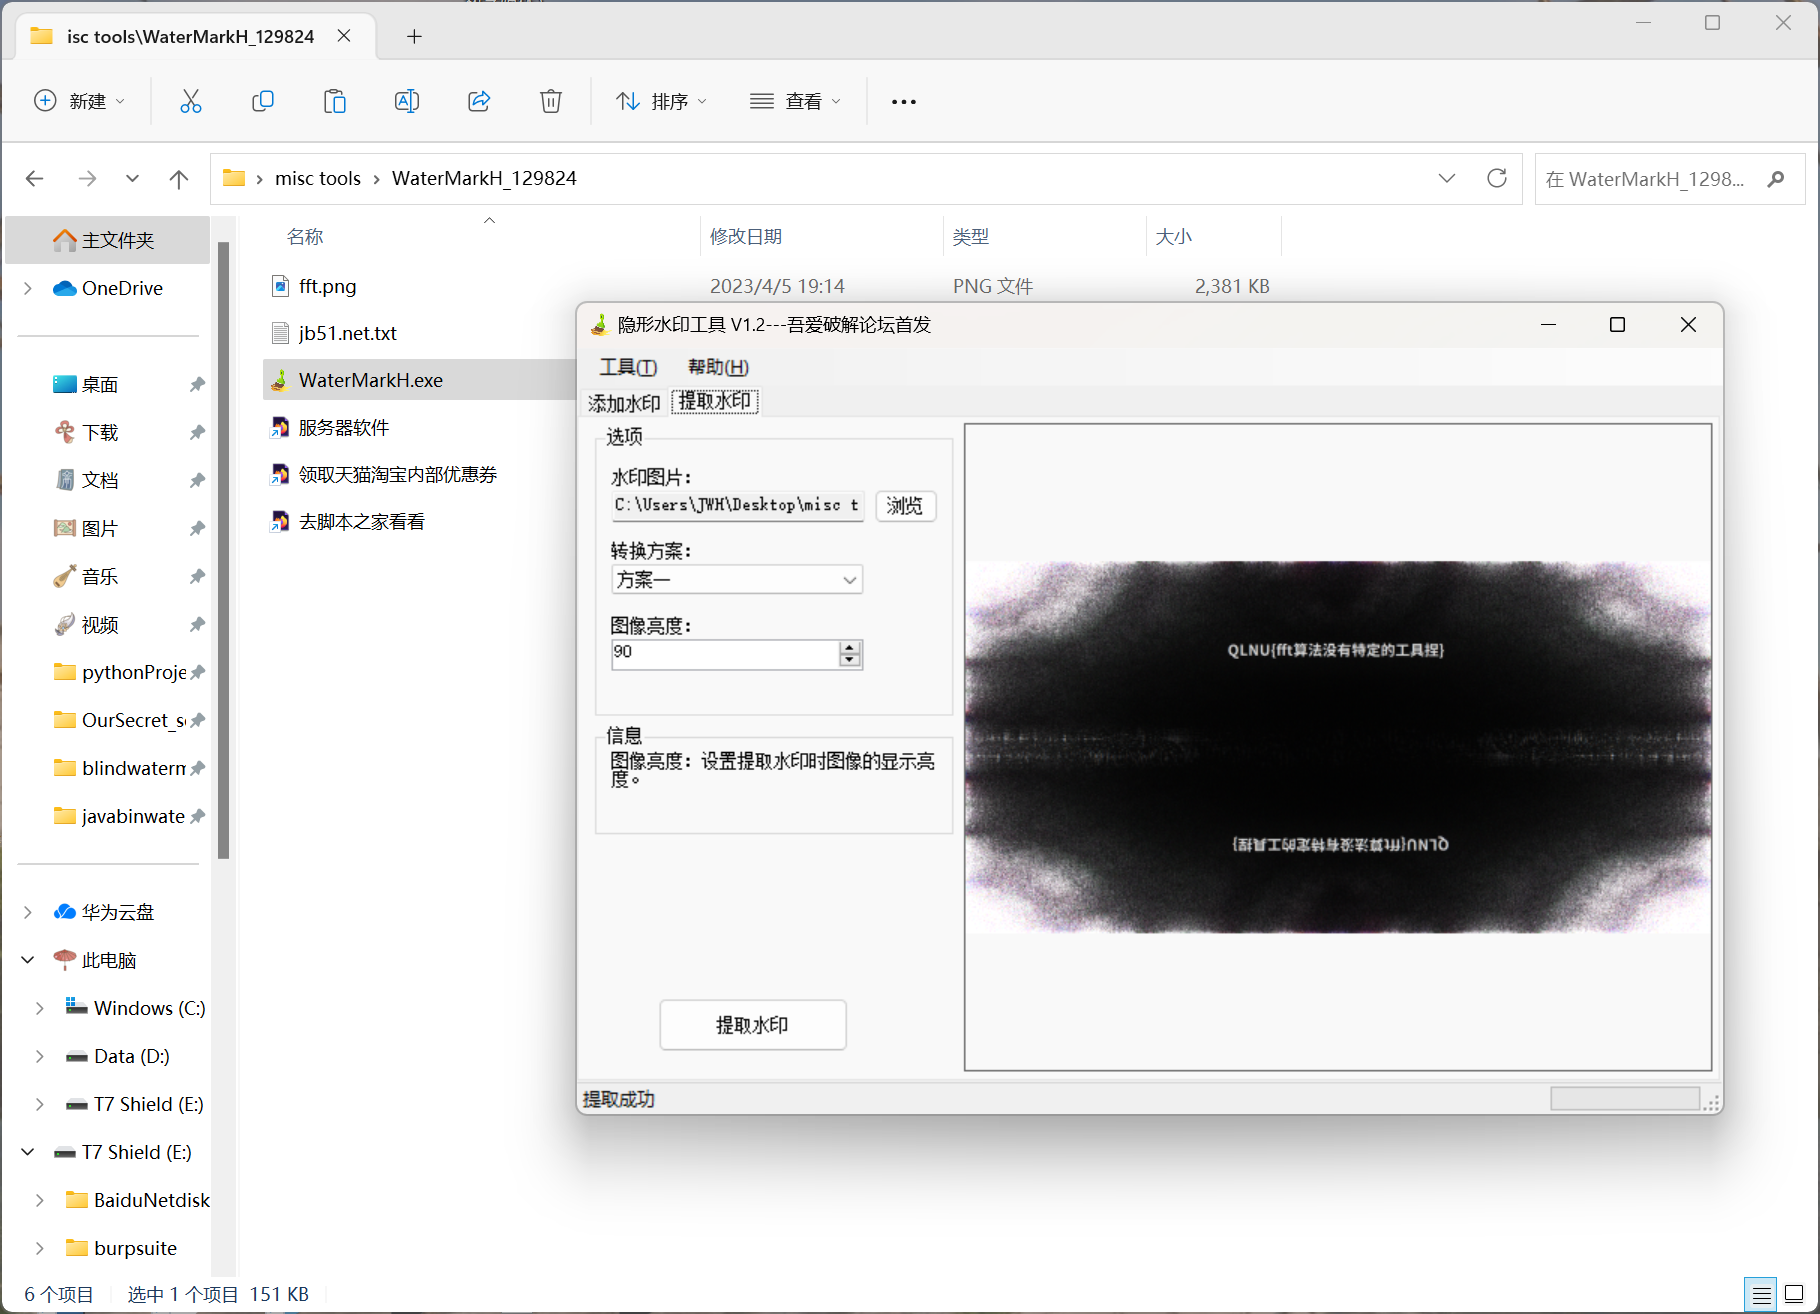 isc tools\WaterMarkH_129824
新建
排序
查看
misc tools
WaterMarkH_129824
在 WaterMarkH_1298...
主文件夹
OneDrive
桌面
下载
文档
图片
音乐
视频
pythonProje
OurSecret_s
blindwatern
javabinwate
华为云盘
此电脑
Windows (C:)
Data (D:)
T7 Shield (E:)
T7 Shield (E:)
BaiduNetdisk
burpsuite
名称 修改日期 类型 大小
fft.png 2023/4/5 19:14 PNG 文件 2,381 KB
jb51.net.txt
WaterMarkH.exe
服务器软件
领取天猫淘宝内部优惠券
去脚本之家看看
隐形水印工具 V1.2---吾爱破解论坛首发
工具(T) 帮助(H)
添加水印 提取水印
选项
水印图片：
C:\Users\JWH\Desktop\misc t 浏览
转换方案：
方案一
图像亮度：
90
信息
图像亮度：设置提取水印时图像的显示亮
度。
提取水印
QLNU{fft算法没有特定的工具捏}
QLNU{fft算法没有特定的工具捏}
提取成功
6 个项目 选中 1 个项目 151 KB